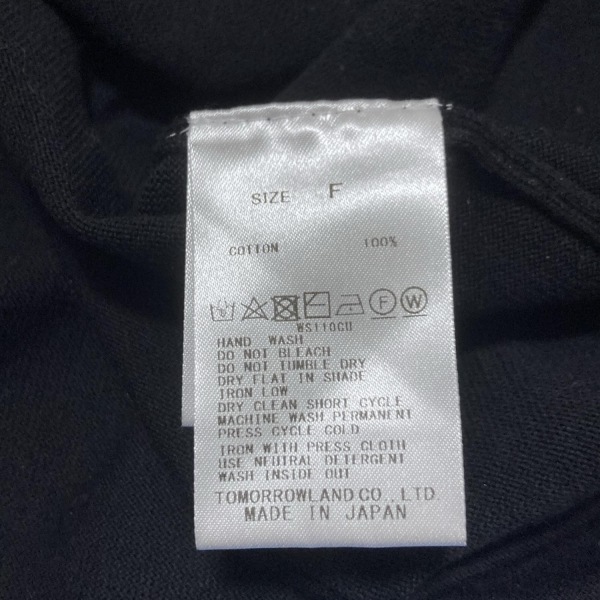 SIZE F
COTTON 100%
F W
WS110GU
HAND WASH
DO NOT BLEACH
DO NOT TUMBLE DRY
DRY FLAT IN SHADE
IRON LOW
DRY CLEAN SHORT CYCLE
MACHINE WASH PERMANENT
PRESS CYCLE COLD
IRON WITH PRESS CLOTH
USE NEUTRAL DETERGENT
WASH INSIDE OUT
TOMORROWLAND CO., LTD.
MADE IN JAPAN